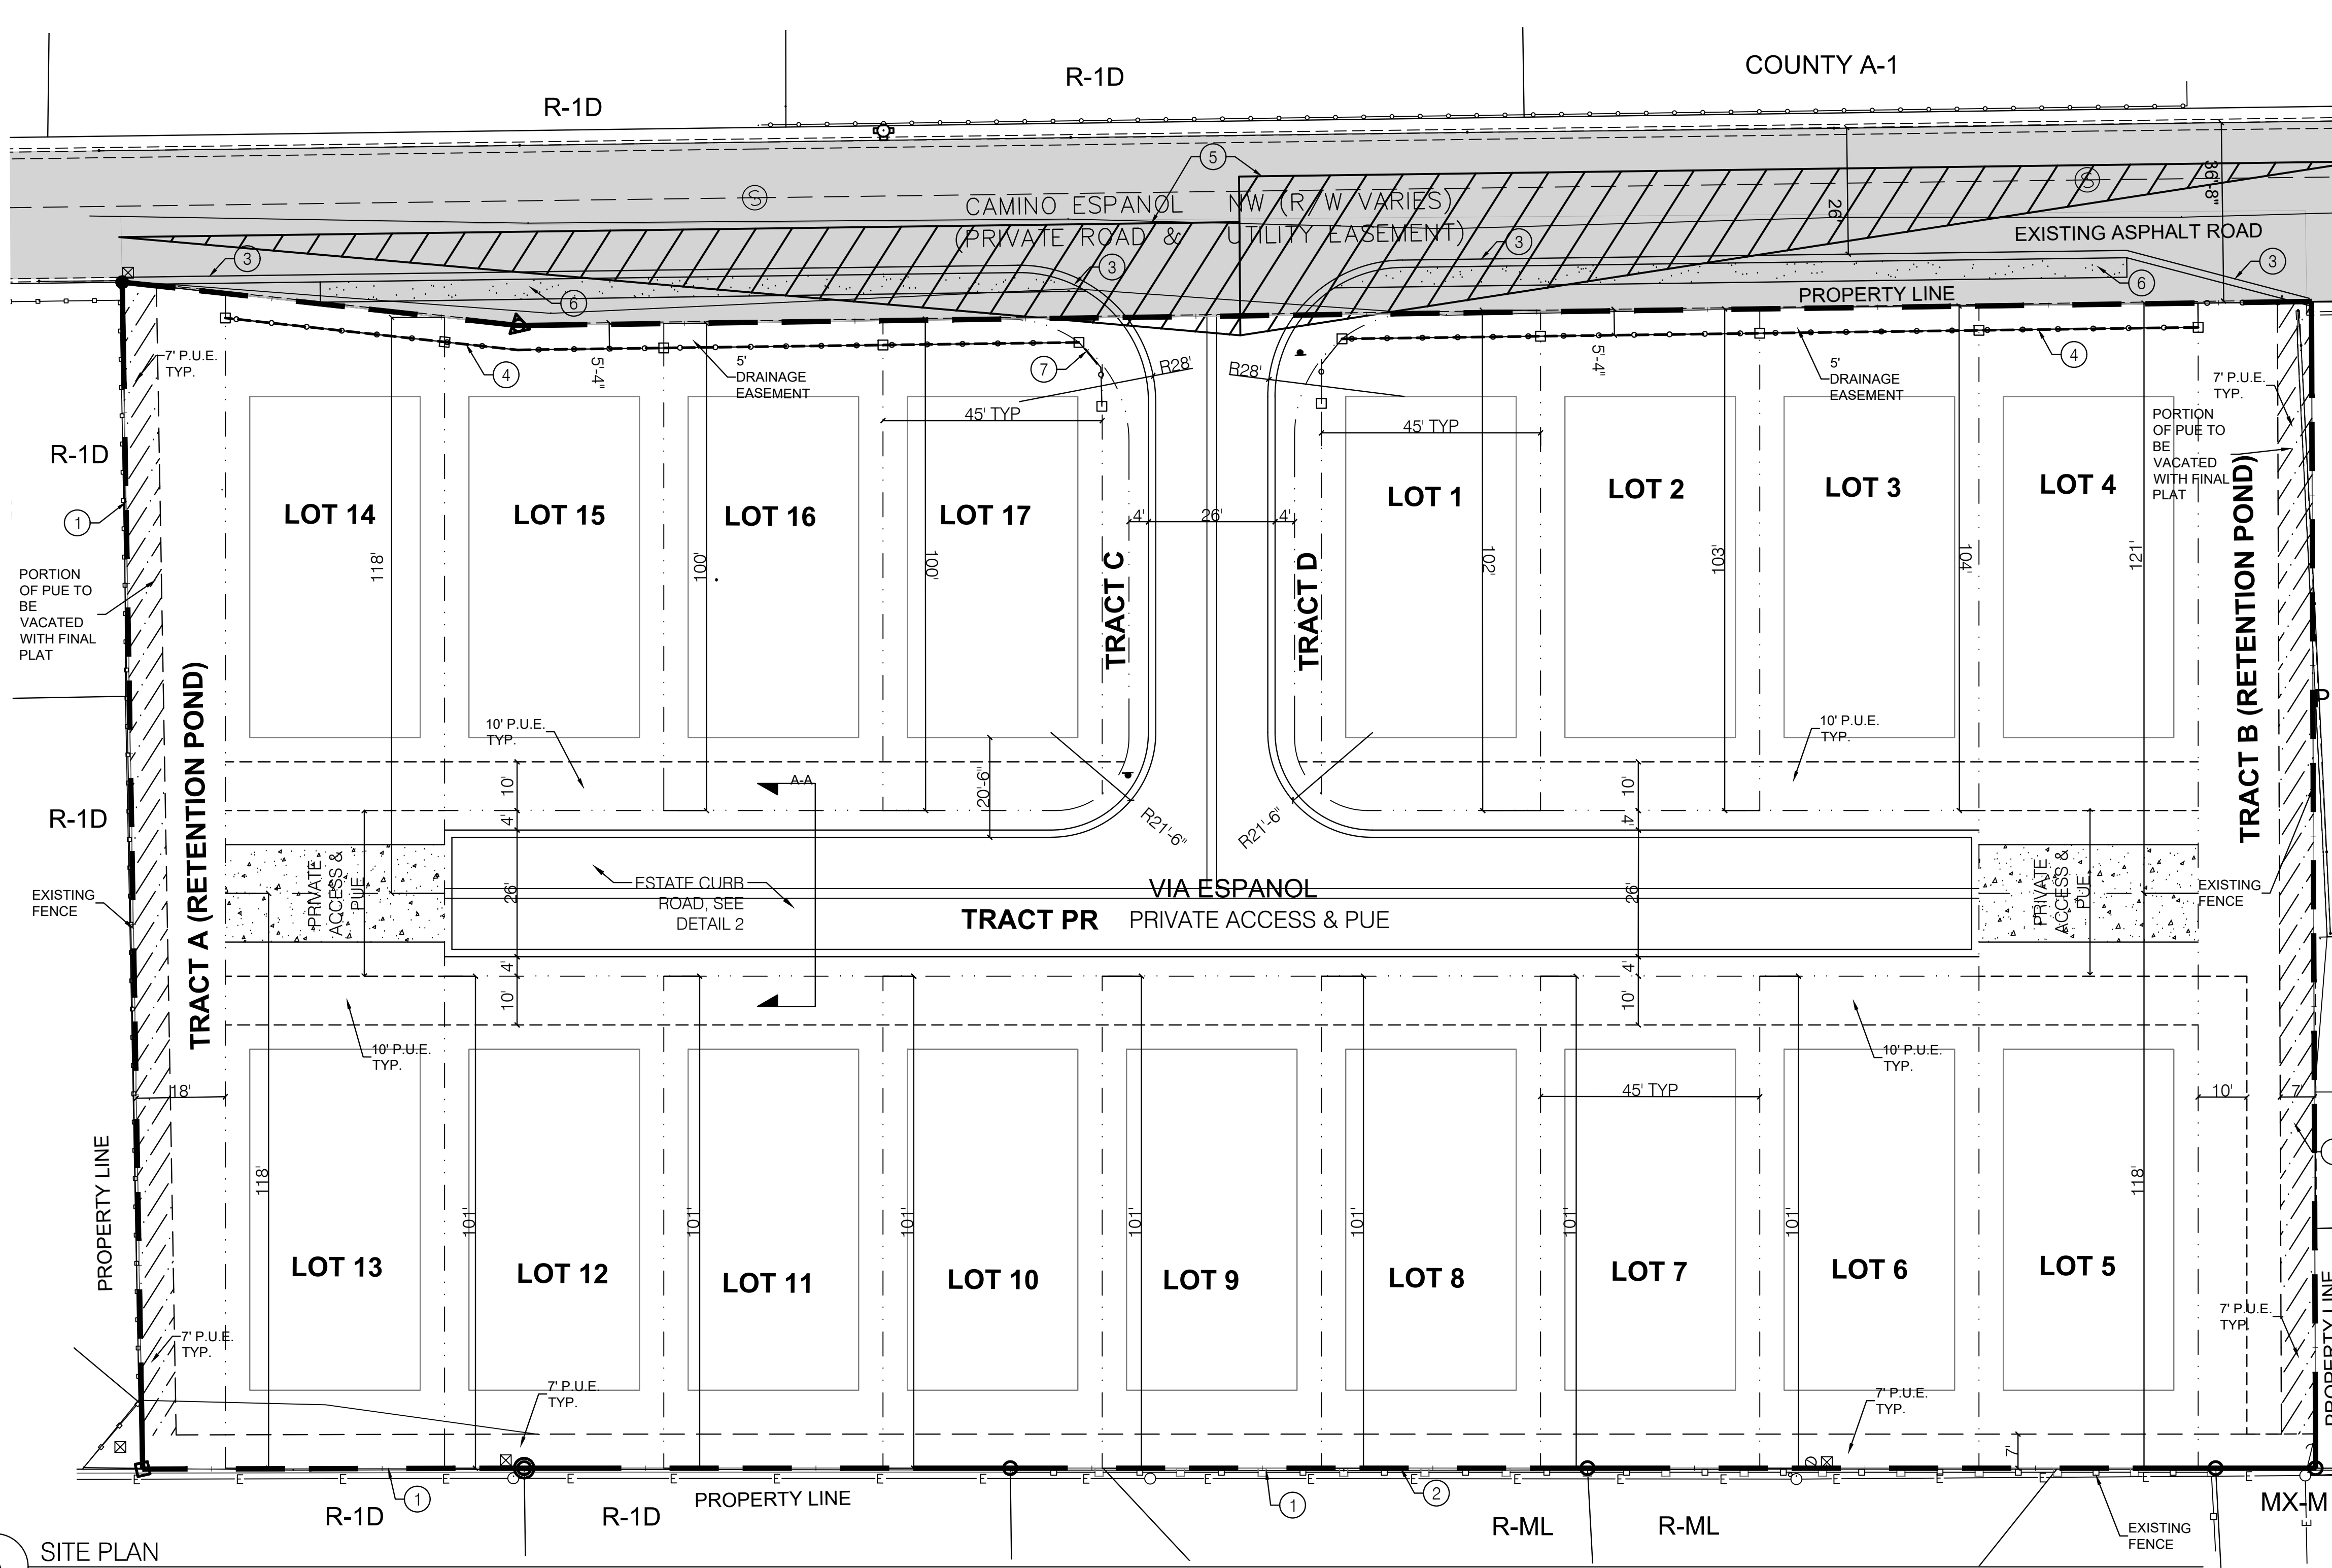 COUNTY A-1
R-1D
R-1D
5
S
S
CAMINO ESPANOL NW (R/W VARIES)
(PRIVATE ROAD & UTILITY EASEMENT)
26'
36'-8"
EXISTING ASPHALT ROAD
3
3
3
3
6
6
PROPERTY LINE
7' P.U.E.
TYP.
4
5'-4"
5'
DRAINAGE
EASEMENT
7
R28'
R28'
5'-4"
5'
DRAINAGE
EASEMENT
4
7' P.U.E.
TYP.
45' TYP
45' TYP
PORTION
OF PUE TO
BE
VACATED
WITH FINAL
PLAT
R-1D
1
LOT 14
LOT 15
LOT 16
LOT 17
LOT 1
LOT 2
LOT 3
LOT 4
4'
26'
4'
118'
100'
100'
102'
103'
104'
121'
TRACT C
TRACT D
PORTION
OF PUE TO
BE
VACATED
WITH FINAL
PLAT
TRACT A (RETENTION POND)
TRACT B (RETENTION POND)
10' P.U.E.
TYP.
10' P.U.E.
TYP.
10'
A-A
20'-6"
10'
R-1D
4'
R21'-6"
R21'-6"
4'
PRIVATE
ACCESS &
PUE
26'
ESTATE CURB
ROAD, SEE
DETAIL 2
VIA ESPANOL
TRACT PR
PRIVATE ACCESS & PUE
26'
PRIVATE
ACCESS &
PUE
EXISTING
FENCE
EXISTING
FENCE
4'
4'
10'
10'
10' P.U.E.
TYP.
10' P.U.E.
TYP.
18'
45' TYP
10'
7'
118'
101'
101'
101'
101'
101'
101'
101'
118'
PROPERTY LINE
LOT 13
LOT 12
LOT 11
LOT 10
LOT 9
LOT 8
LOT 7
LOT 6
LOT 5
7' P.U.E.
TYP.
7' P.U.E.
TYP.
7' P.U.E.
TYP.
7' P.U.E.
TYP.
PROPERTY LINE
7'
E E E E E E E E E E E E E E E E E E E E
1
PROPERTY LINE
1
2
R-1D
R-1D
R-ML
R-ML
MX-M
EXISTING
FENCE
SITE PLAN